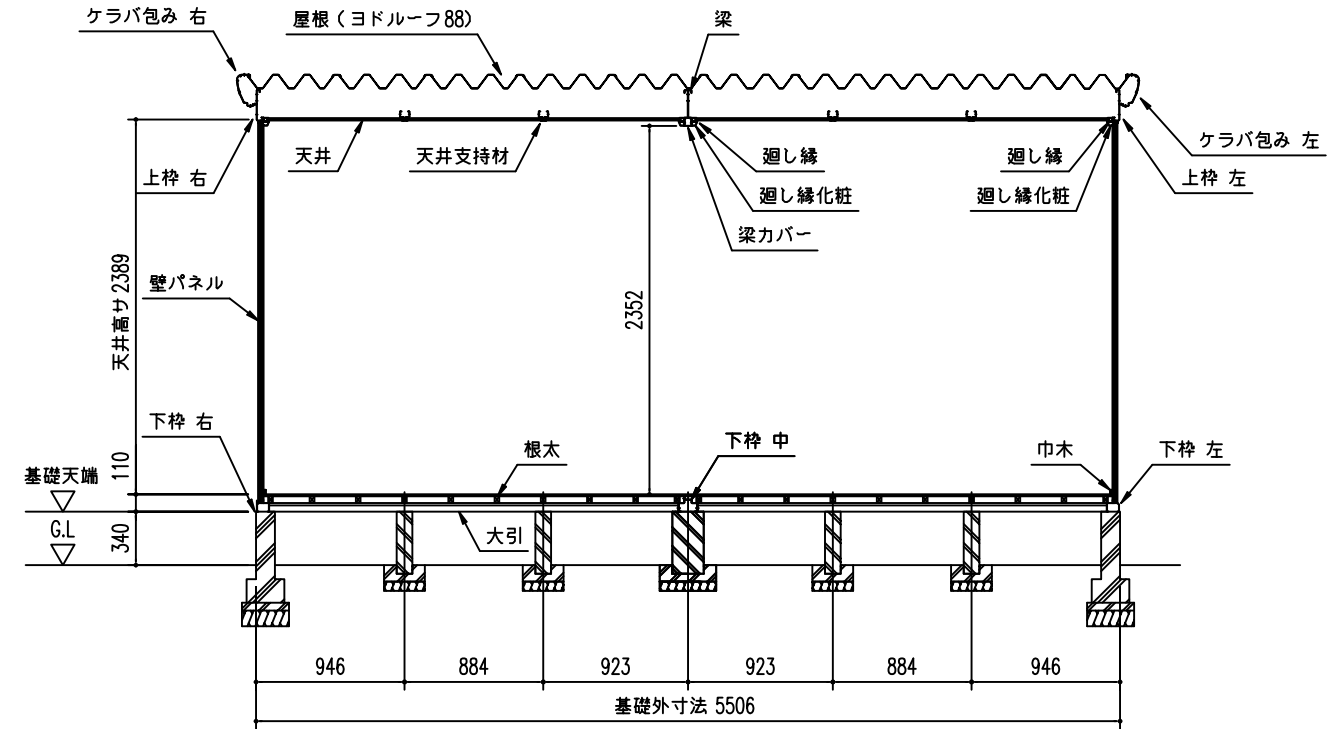 ケラバ包み 右
屋根（ヨドルーフ88）
梁
天井
天井支持材
廻し縁
廻し縁
ケラバ包み 左
上枠 右
廻し縁化粧
廻し縁化粧
上枠 左
梁カバー
天井高サ2389
壁パネル
2352
下枠 右
根太
下枠 中
巾木
下枠 左
110
基礎天端
G.L
340
大引
946
884
923
923
884
946
基礎外寸法 5506